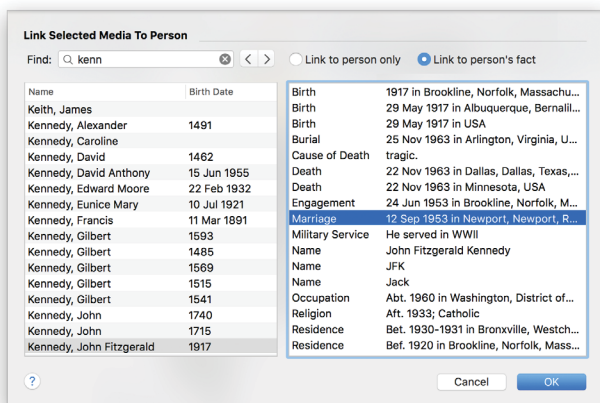 Link Selected Media To Person
Find: kenn Link to person only Link to person's fact
Name Birth Date
Keith, James
Kennedy, Alexander 1491
Kennedy, Caroline
Kennedy, David 1462
Kennedy, David Anthony 15 Jun 1955
Kennedy, Edward Moore 22 Feb 1932
Kennedy, Eunice Mary 10 Jul 1921
Kennedy, Francis 11 Mar 1891
Kennedy, Gilbert 1593
Kennedy, Gilbert 1485
Kennedy, Gilbert 1569
Kennedy, Gilbert 1515
Kennedy, Gilbert 1541
Kennedy, John 1740
Kennedy, John 1715
Kennedy, John Fitzgerald 1917
Birth 1917 in Brookline, Norfolk, Massachu...
Birth 29 May 1917 in Albuquerque, Bernalil...
Birth 29 May 1917 in USA
Burial 25 Nov 1963 in Arlington, Virginia, U...
Cause of Death tragic.
Death 22 Nov 1963 in Dallas, Dallas, Texas,...
Death 22 Nov 1963 in Minnesota, USA
Engagement 24 Jun 1953 in Brookline, Norfolk, M...
Marriage 12 Sep 1953 in Newport, Newport, R...
Military Service He served in WWII
Name John Fitzgerald Kennedy
Name JFK
Name Jack
Occupation Abt. 1960 in Washington, District of...
Religion Aft. 1933; Catholic
Residence Bet. 1930-1931 in Bronxville, Westch...
Residence Bef. 1920 in Brookline, Norfolk, Mass...
? Cancel OK